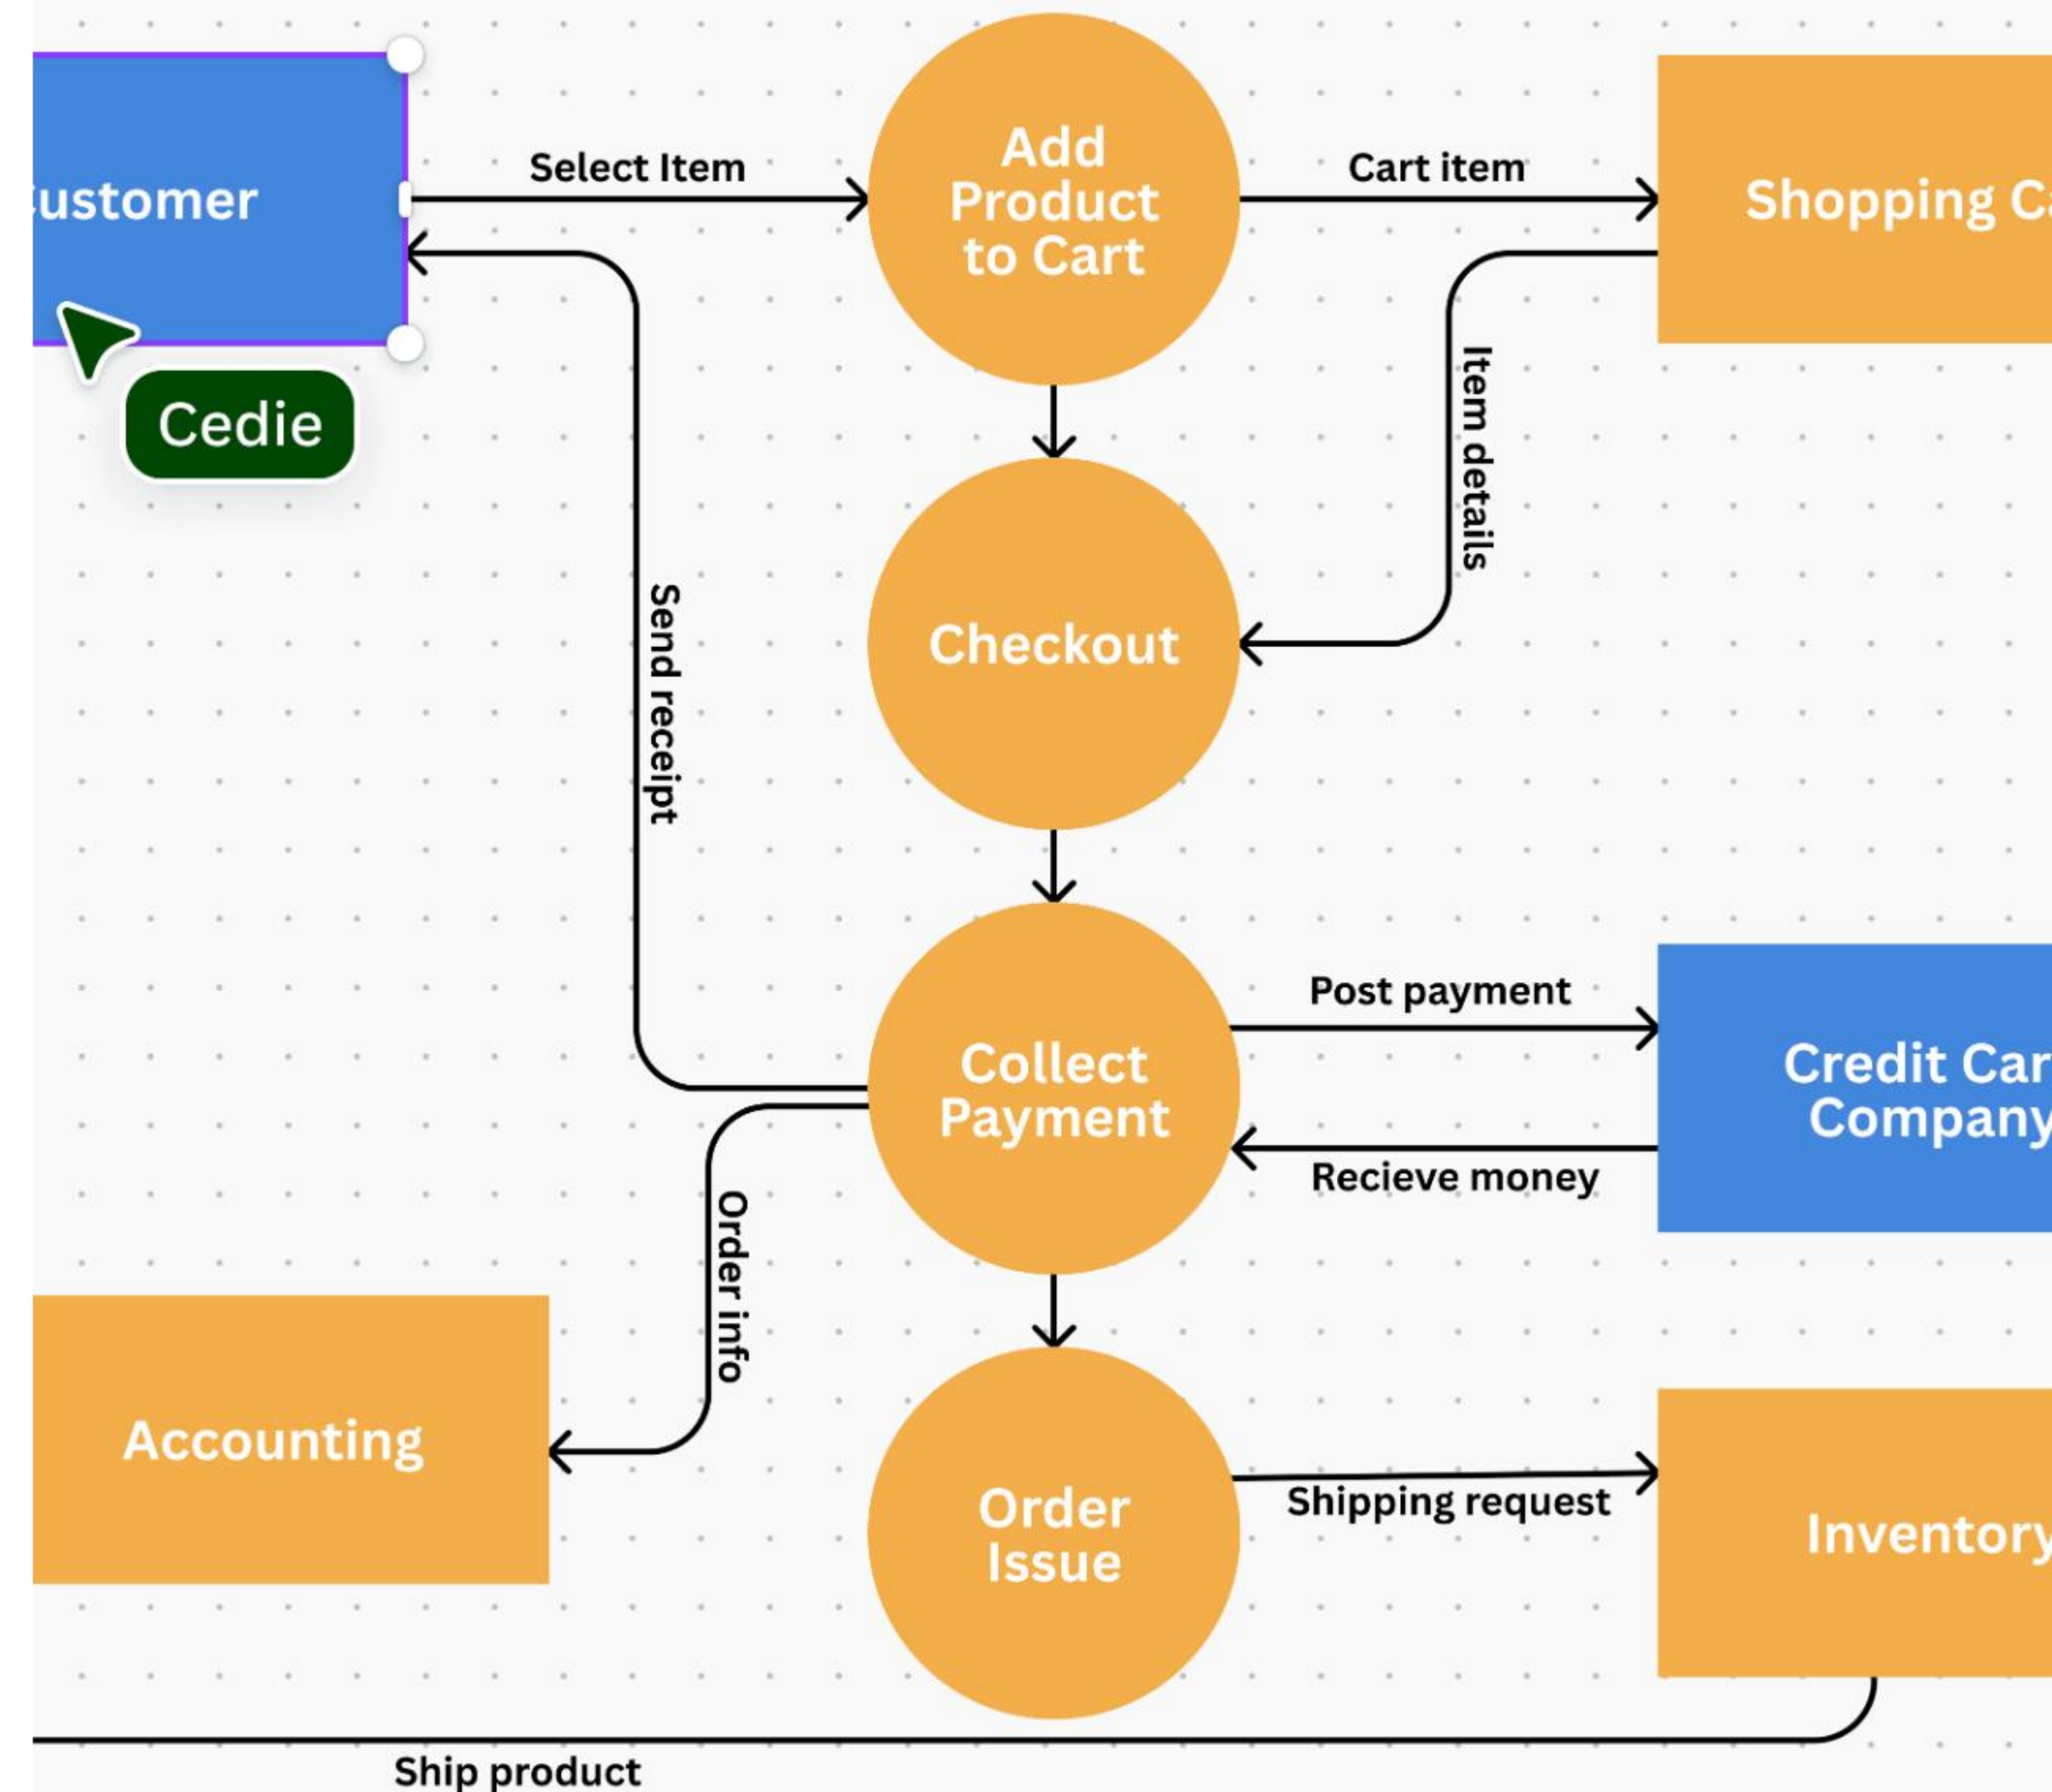 Customer
Select Item
Add
Product
to Cart
Cart item
Shopping Ca
Cedie
Item details
Send receipt
Checkout
Post payment
Collect
Payment
Credit Car
Company
Recieve money
Order info
Accounting
Order
Issue
Shipping request
Inventory
Ship product